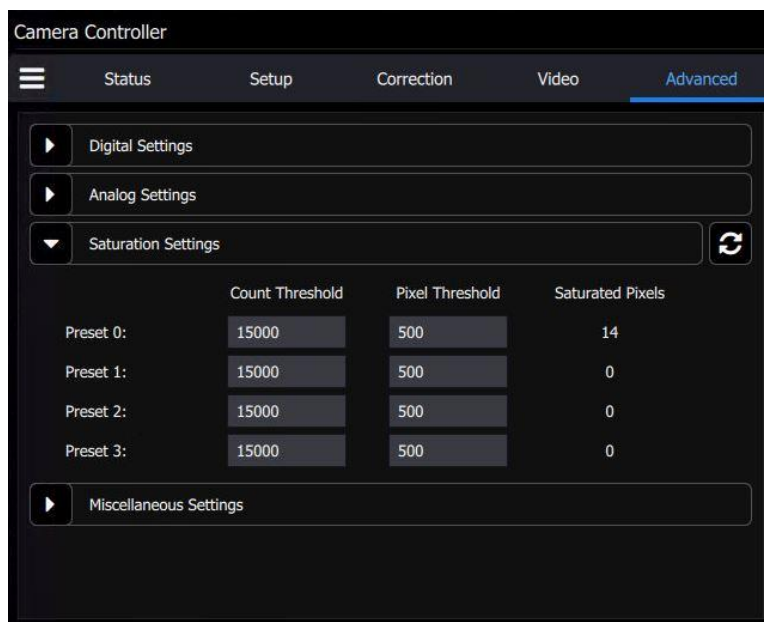 Camera Controller
Status Setup Correction Video Advanced
Digital Settings
Analog Settings
Saturation Settings
Count Threshold Pixel Threshold Saturated Pixels
Preset 0: 15000 500 14
Preset 1: 15000 500 0
Preset 2: 15000 500 0
Preset 3: 15000 500 0
Miscellaneous Settings